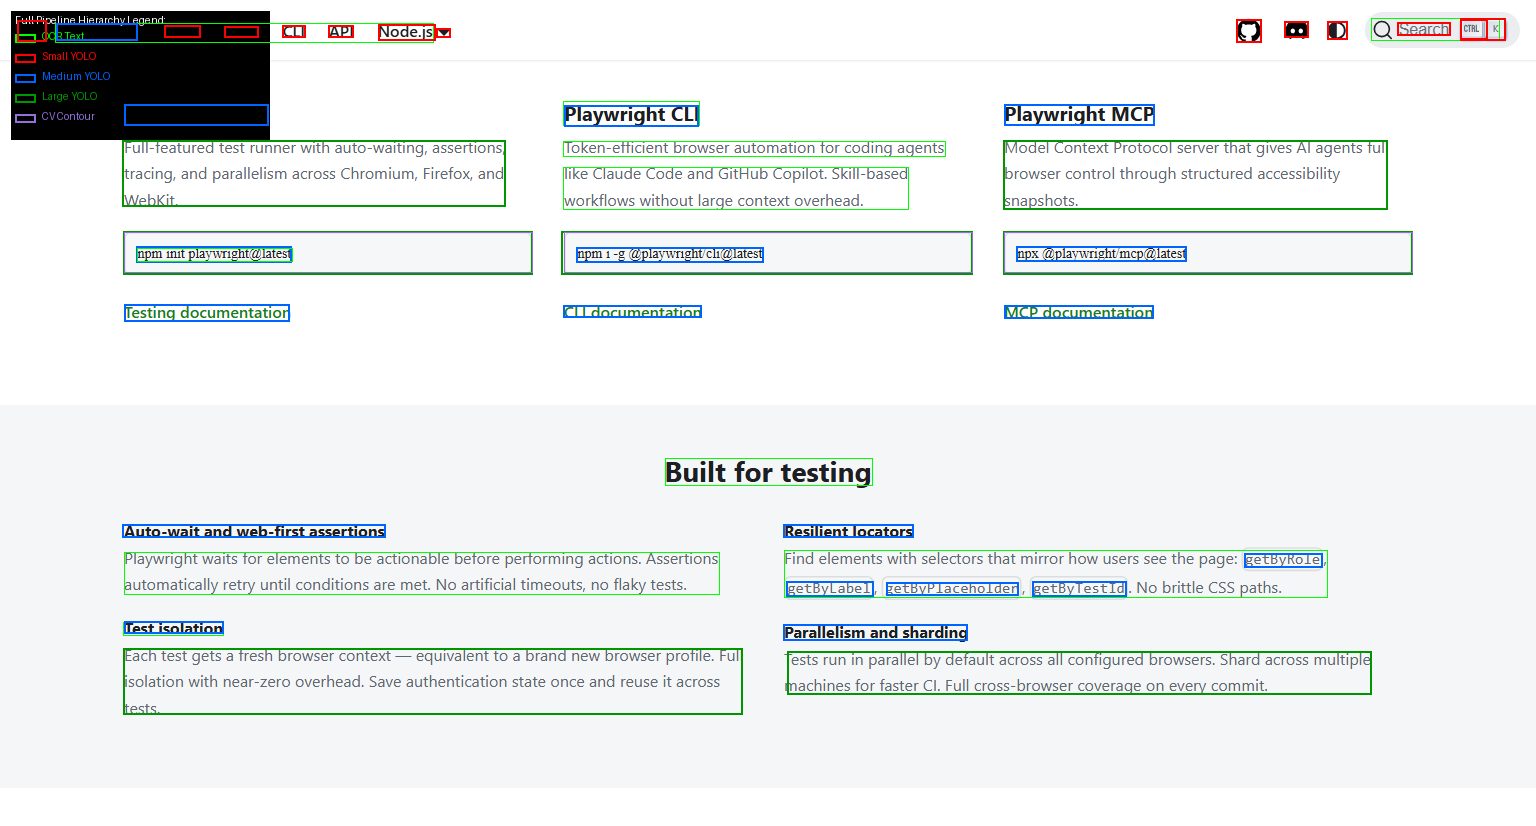 Full Pipeline Hierarchy Legend:
OCR Text
Small YOLO
Medium YOLO
Large YOLO
CV Contour
CLI
API
Node.js
Search
CTRL
K
Playwright CLI
Playwright MCP
Full-featured test runner with auto-waiting, assertions,
tracing, and parallelism across Chromium, Firefox, and
WebKit.
Token-efficient browser automation for coding agents
like Claude Code and GitHub Copilot. Skill-based
workflows without large context overhead.
Model Context Protocol server that gives AI agents full
browser control through structured accessibility
snapshots.
npm init playwright@latest
npm i -g @playwright/cli@latest
npx @playwright/mcp@latest
Testing documentation
CLI documentation
MCP documentation
Built for testing
Auto-wait and web-first assertions
Playwright waits for elements to be actionable before performing actions. Assertions
automatically retry until conditions are met. No artificial timeouts, no flaky tests.
Resilient locators
Find elements with selectors that mirror how users see the page: getByRole,
getByLabel, getByPlaceholder, getByTestId. No brittle CSS paths.
Test isolation
Each test gets a fresh browser context — equivalent to a brand new browser profile. Full
isolation with near-zero overhead. Save authentication state once and reuse it across
tests.
Parallelism and sharding
Tests run in parallel by default across all configured browsers. Shard across multiple
machines for faster CI. Full cross-browser coverage on every commit.